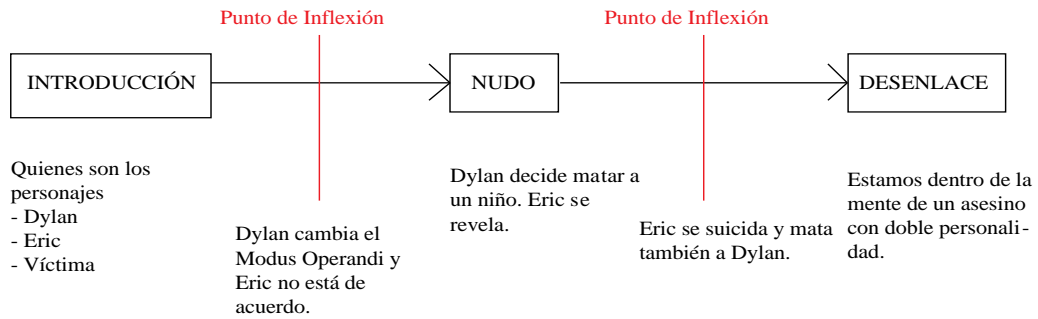 Punto de Inflexión
Punto de Inflexión
INTRODUCCIÓN
NUDO
DESENLACE
Quienes son los
personajes
- Dylan
- Eric
- Víctima
Dylan cambia el
Modus Operandi y
Eric no está de
acuerdo.
Dylan decide matar a
un niño. Eric se
revela.
Eric se suicida y mata
también a Dylan.
Estamos dentro de la
mente de un asesino
con doble personali-
dad.